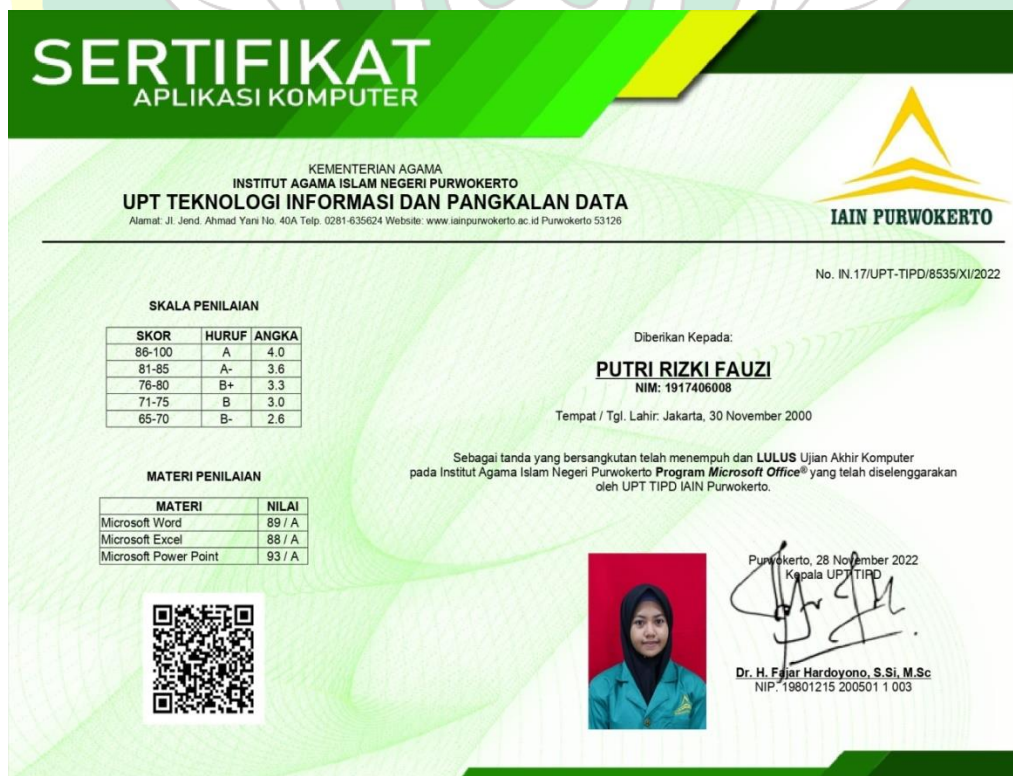 SERTIFIKAT
APLIKASI KOMPUTER
KEMENTERIAN AGAMA
INSTITUT AGAMA ISLAM NEGERI PURWOKERTO
UPT TEKNOLOGI INFORMASI DAN PANGKALAN DATA
Alamat: Jl. Jend. Ahmad Yani No. 40A Telp. 0281-635624 Website: www.iainpurwokerto.ac.id Purwokerto 53126
IAIN PURWOKERTO
No. IN.17/UPT-TIPD/8535/XI/2022
SKALA PENILAIAN
SKOR HURUF ANGKA
86-100 A 4.0
81-85 A- 3.6
76-80 B+ 3.3
71-75 B 3.0
65-70 B- 2.6
MATERI PENILAIAN
MATERI NILAI
Microsoft Word 89 / A
Microsoft Excel 88 / A
Microsoft Power Point 93 / A
Diberikan Kepada:
PUTRI RIZKI FAUZI
NIM: 1917406008
Tempat / Tgl. Lahir: Jakarta, 30 November 2000
Sebagai tanda yang bersangkutan telah menempuh dan LULUS Ujian Akhir Komputer
pada Institut Agama Islam Negeri Purwokerto Program Microsoft Office® yang telah diselenggarakan
oleh UPT TIPD IAIN Purwokerto.
Purwokerto, 28 November 2022
Kepala UPT TIPD
Dr. H. Fajar Hardoyono, S.Si, M.Sc
NIP. 19801215 200501 1 003